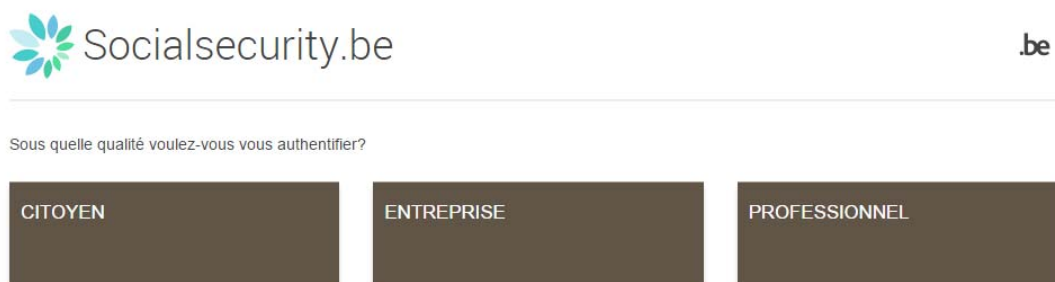 Socialsecurity.be
.be
Sous quelle qualité voulez-vous vous authentifier?
CITOYEN
ENTREPRISE
PROFESSIONNEL